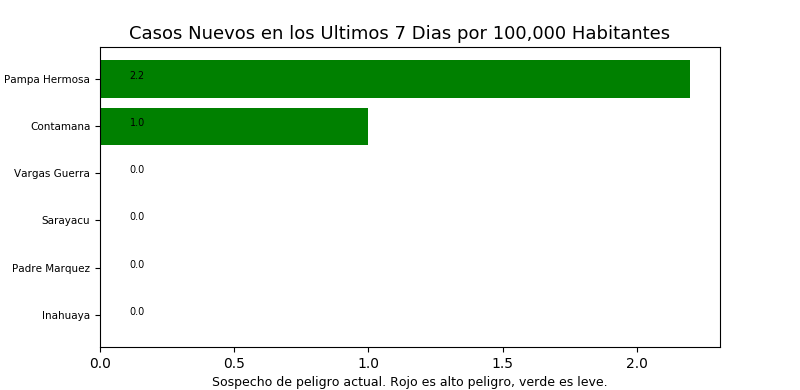 Casos Nuevos en los Ultimos 7 Dias por 100,000 Habitantes
Pampa Hermosa 2.2
Contamana 1.0
Vargas Guerra 0.0
Sarayacu 0.0
Padre Marquez 0.0
Inahuaya 0.0
0.0 0.5 1.0 1.5 2.0
Sospecho de peligro actual. Rojo es alto peligro, verde es leve.